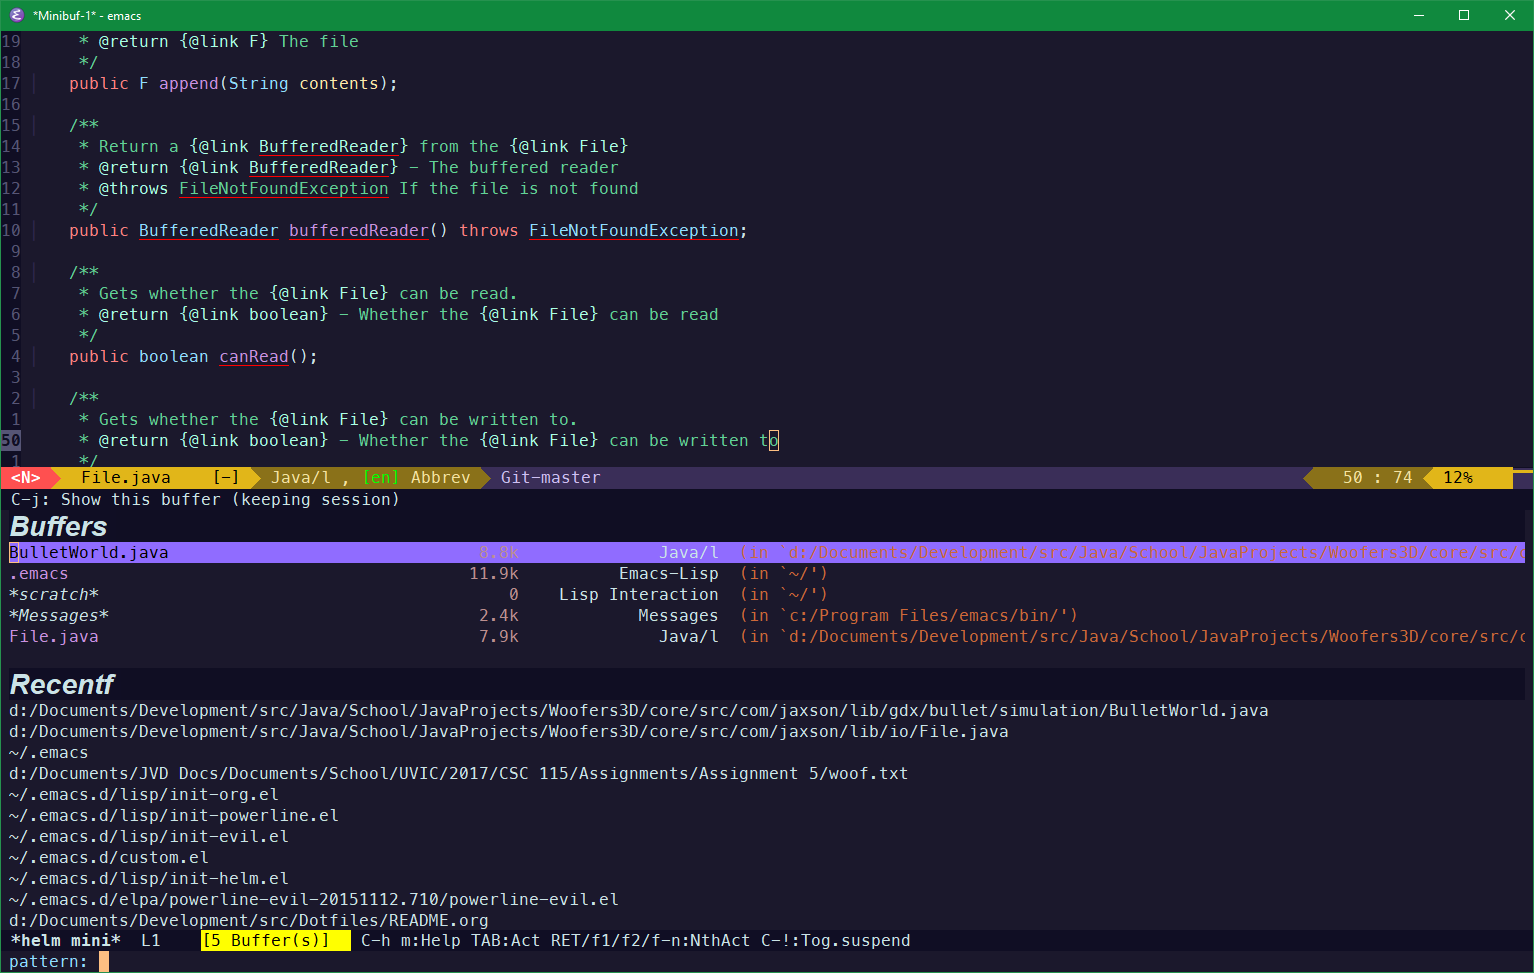 *Minibuf-1* - emacs
19 * @return {@link F} The file
18 */
17 public F append(String contents);
16
15 /**
14 * Return a {@link BufferedReader} from the {@link File}
13 * @return {@link BufferedReader} - The buffered reader
12 * @throws FileNotFoundException If the file is not found
11 */
10 public BufferedReader bufferedReader() throws FileNotFoundException;
9
8 /**
7 * Gets whether the {@link File} can be read.
6 * @return {@link boolean} - Whether the {@link File} can be read
5 */
4 public boolean canRead();
3
2 /**
1 * Gets whether the {@link File} can be written to.
50 * @return {@link boolean} - Whether the {@link File} can be written to
1 */
<N> File.java [-] Java/l , [en] Abbrev Git-master 50 : 74 12%
C-j: Show this buffer (keeping session)
Buffers
BulletWorld.java 8.8k Java/l (in `d:/Documents/Development/src/Java/School/JavaProjects/Woofers3D/core/src/c
.emacs 11.9k Emacs-Lisp (in `~/')
*scratch* 0 Lisp Interaction (in `~/')
*Messages* 2.4k Messages (in `c:/Program Files/emacs/bin/')
File.java 7.9k Java/l (in `d:/Documents/Development/src/Java/School/JavaProjects/Woofers3D/core/src/c
Recentf
d:/Documents/Development/src/Java/School/JavaProjects/Woofers3D/core/src/com/jaxson/lib/gdx/bullet/simulation/BulletWorld.java
d:/Documents/Development/src/Java/School/JavaProjects/Woofers3D/core/src/com/jaxson/lib/io/File.java
~/.emacs
d:/Documents/JVD Docs/Documents/School/UVIC/2017/CSC 115/Assignments/Assignment 5/woof.txt
~/.emacs.d/lisp/init-org.el
~/.emacs.d/lisp/init-powerline.el
~/.emacs.d/lisp/init-evil.el
~/.emacs.d/custom.el
~/.emacs.d/lisp/init-helm.el
~/.emacs.d/elpa/powerline-evil-20151112.710/powerline-evil.el
d:/Documents/Development/src/Dotfiles/README.org
*helm mini* L1 [5 Buffer(s)] C-h m:Help TAB:Act RET/f1/f2/f-n:NthAct C-!:Tog.suspend
pattern: